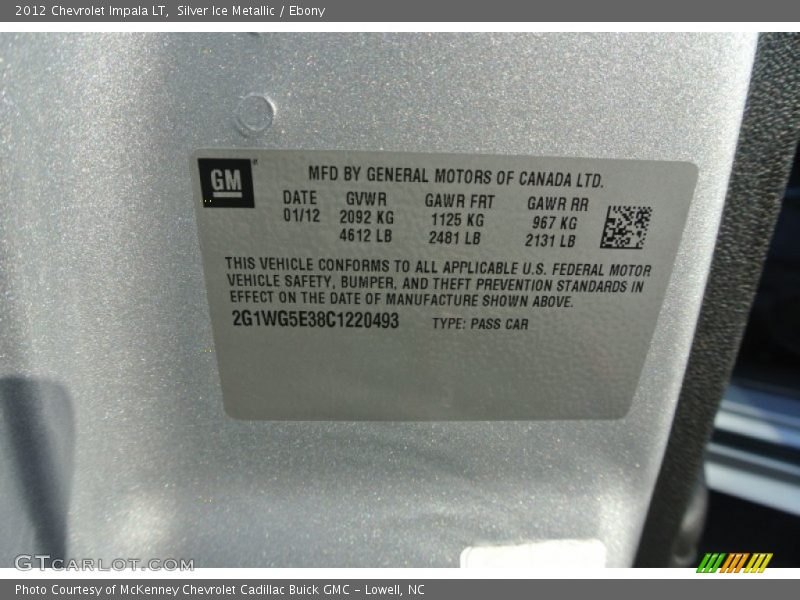 2012 Chevrolet Impala LT, Silver Ice Metallic / Ebony
GM
MFD BY GENERAL MOTORS OF CANADA LTD.
DATE GVWR GAWR FRT GAWR RR
01/12 2092 KG 1125 KG 967 KG
4612 LB 2481 LB 2131 LB
THIS VEHICLE CONFORMS TO ALL APPLICABLE U.S. FEDERAL MOTOR
VEHICLE SAFETY, BUMPER, AND THEFT PREVENTION STANDARDS IN
EFFECT ON THE DATE OF MANUFACTURE SHOWN ABOVE.
2G1WG5E38C1220493 TYPE: PASS CAR
GTCARLOT.COM
Photo Courtesy of McKenney Chevrolet Cadillac Buick GMC – Lowell, NC